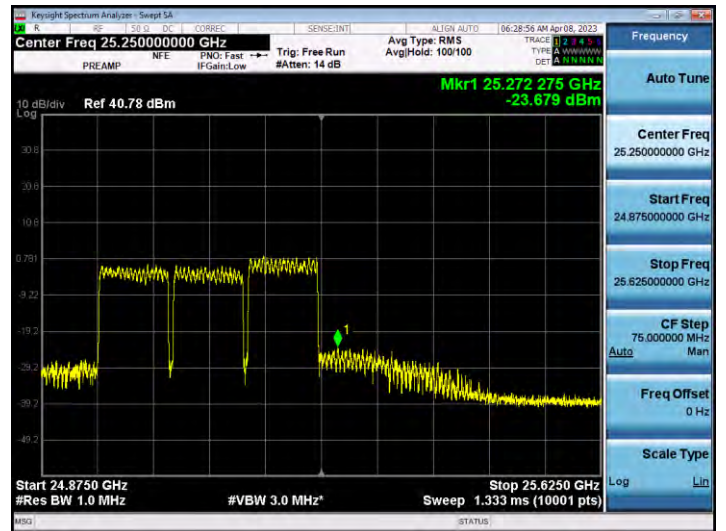 Keysight Spectrum Analyzer - Swept SA
R RF 50 Ω DC CORREC SENSE:INT ALIGN AUTO 06:28:56 AM Apr 08, 2023
Center Freq 25.250000000 GHz
Avg Type: RMS
TRACE 1 2 3 4 5 6
NFE PNO: Fast Trig: Free Run Avg|Hold: 100/100
TYPE A WWWWW
PREAMP IFGain:Low #Atten: 14 dB
DET A N N N N N
Mkr1 25.272 275 GHz
-23.679 dBm
10 dB/div Ref 40.78 dBm
Log
30.8
20.8
10.8
0.781
-9.22
-19.2
-29.2
-39.2
-49.2
1
Start 24.8750 GHz Stop 25.6250 GHz
#Res BW 1.0 MHz #VBW 3.0 MHz* Sweep 1.333 ms (10001 pts)
MSG STATUS
Frequency
Auto Tune
Center Freq
25.250000000 GHz
Start Freq
24.875000000 GHz
Stop Freq
25.625000000 GHz
CF Step
75.000000 MHz
Auto Man
Freq Offset
0 Hz
Scale Type
Log Lin